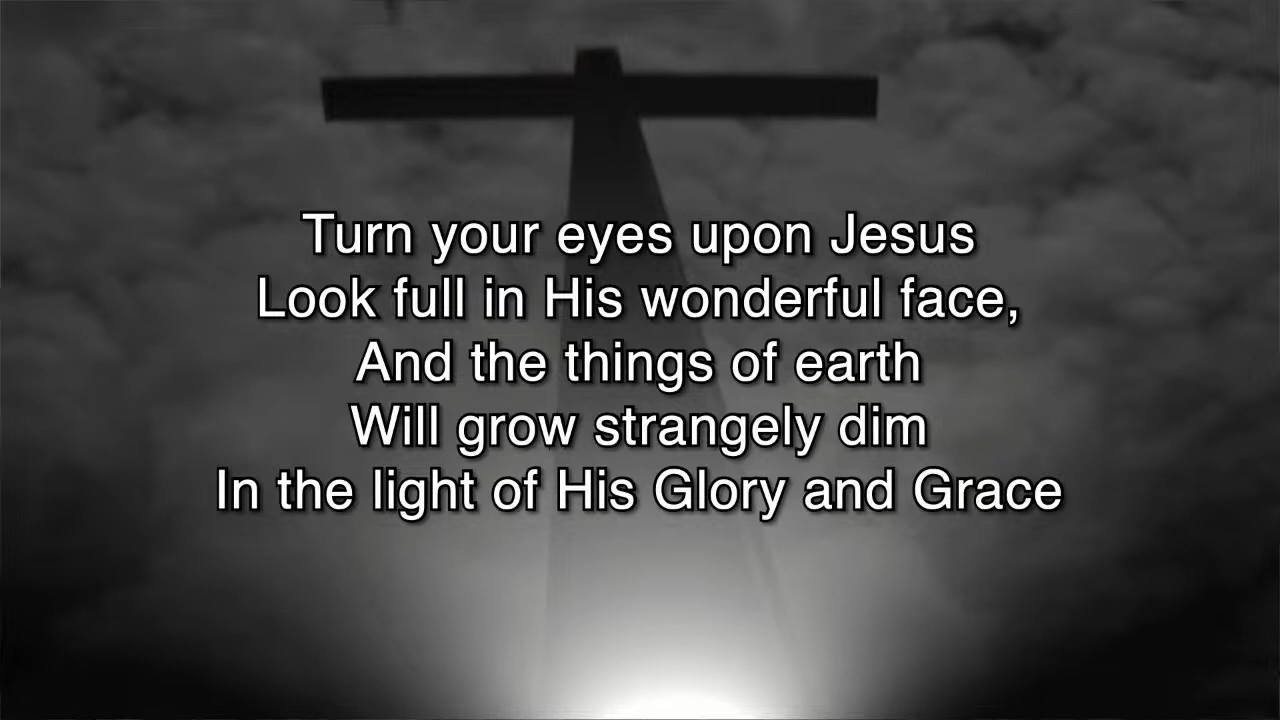 Turn your eyes upon Jesus
Look full in His wonderful face,
And the things of earth
Will grow strangely dim
In the light of His Glory and Grace